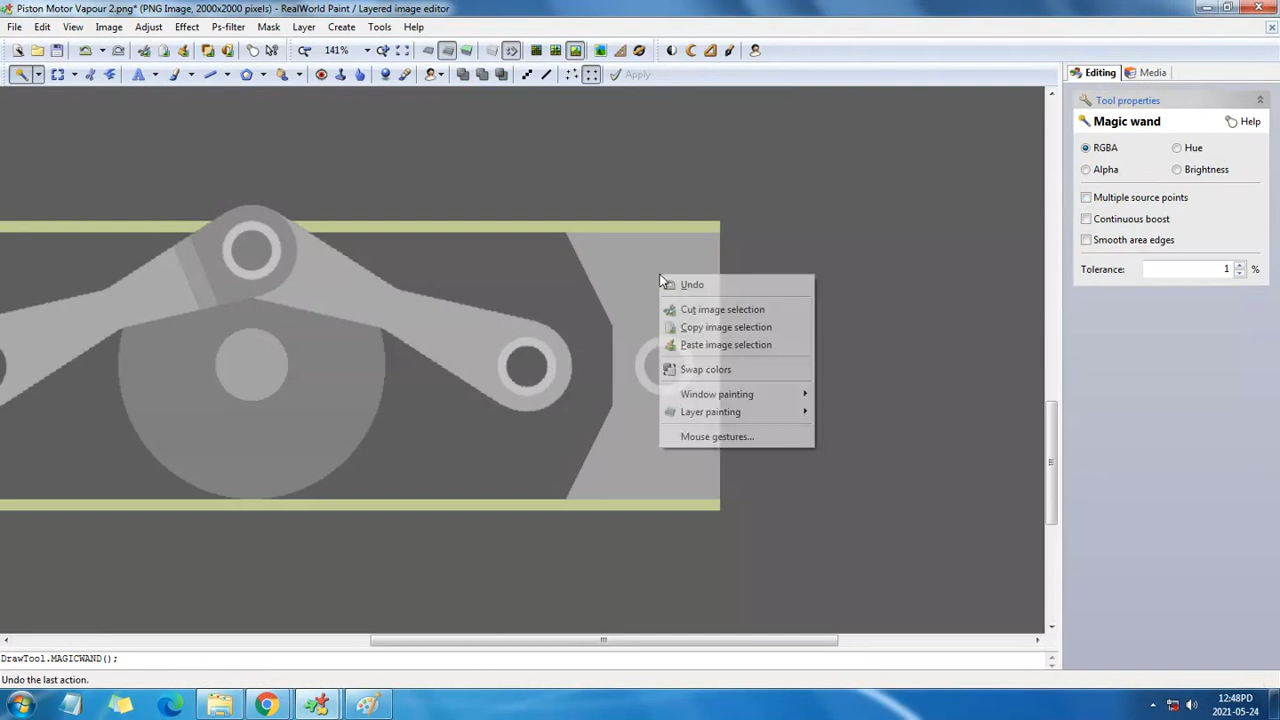 Piston Motor Vapour 2.png* (PNG Image, 2000x2000 pixels) - RealWorld Paint / Layered image editor
File Edit View Image Adjust Effect Ps-filter Mask Layer Create Tools Help
141%
Apply
Editing Media
Tool properties
Magic wand Help
RGBA Hue
Alpha Brightness
Multiple source points
Continuous boost
Smooth area edges
Tolerance: 1 %
Undo
Cut image selection
Copy image selection
Paste image selection
Swap colors
Window painting
Layer painting
Mouse gestures...
DrawTool.MAGICWAND();
Undo the last action.
12:48PD
2021-05-24